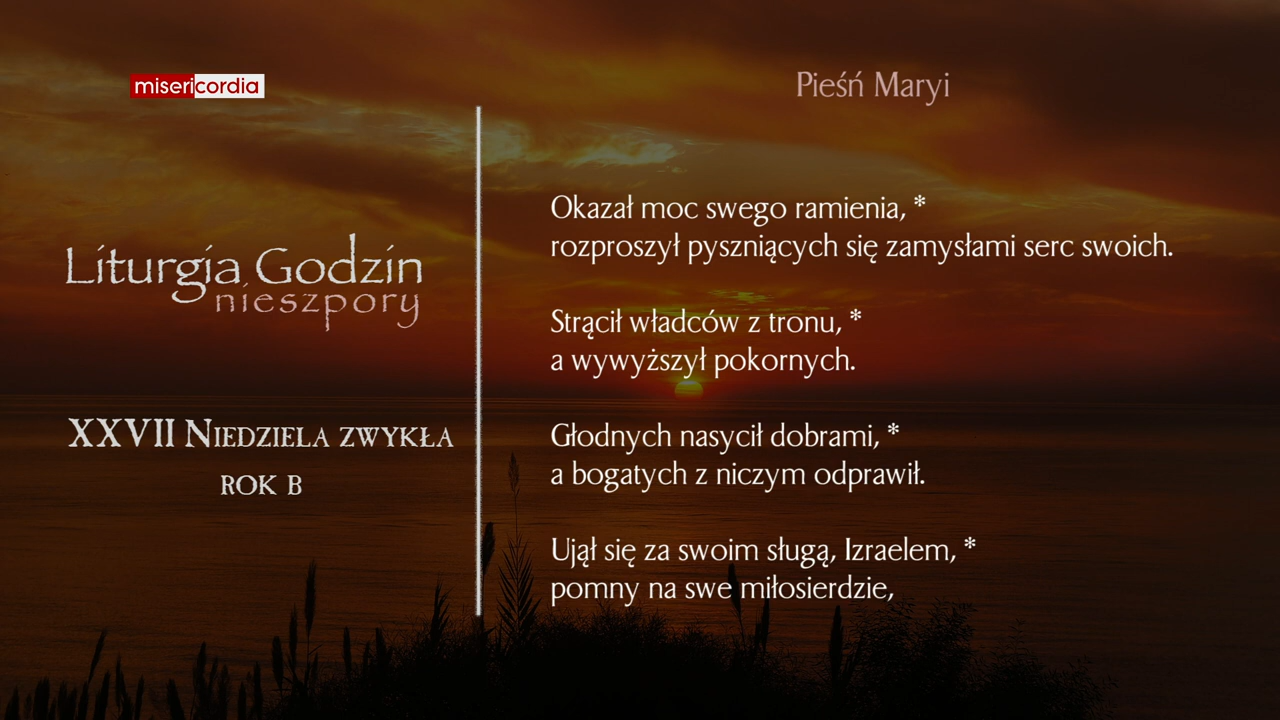 misericordia
Pieśń Maryi
Liturgia Godzin
nieszpory
XXVII Niedziela zwykła
rok B
Okazał moc swego ramienia, *
rozproszył pyszniących się zamysłami serc swoich.
Strącił władców z tronu, *
a wywyższył pokornych.
Głodnych nasycił dobrami, *
a bogatych z niczym odprawił.
Ujął się za swoim sługą, Izraelem, *
pomny na swe miłosierdzie,